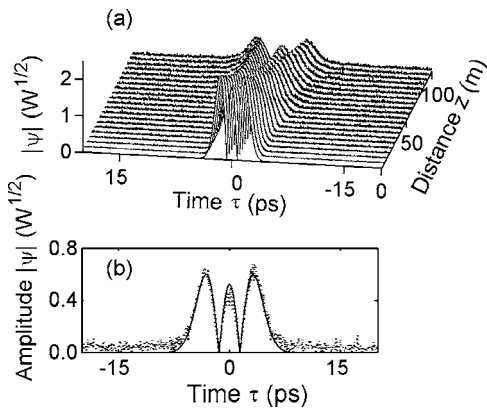 (a)
|ψ| (W^1/2)
2
1
0
15
0
-15
Time τ (ps)
0
50
100
Distance z (m)
(b)
Amplitude |ψ| (W^1/2)
0.8
0.4
0.0
-15
0
15
Time τ (ps)